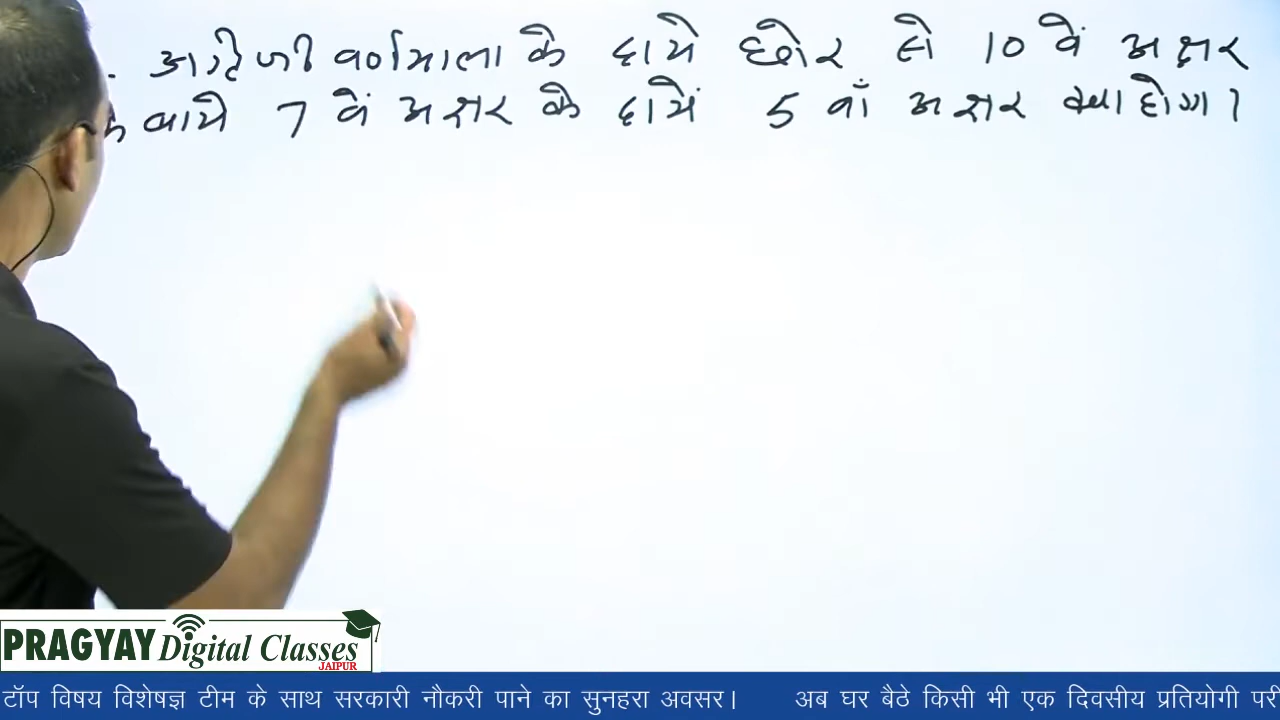 अंग्रेजी वर्णमाला के दायें छोर से 10 वें अक्षर
के बायें 7 वें अक्षर के दायें 5 वाँ अक्षर क्या होगा।
PRAGYAY Digital Classes
JAIPUR
टॉप विषय विशेषज्ञ टीम के साथ सरकारी नौकरी पाने का सुनहरा अवसर। अब घर बैठे किसी भी एक दिवसीय प्रतियोगी परी